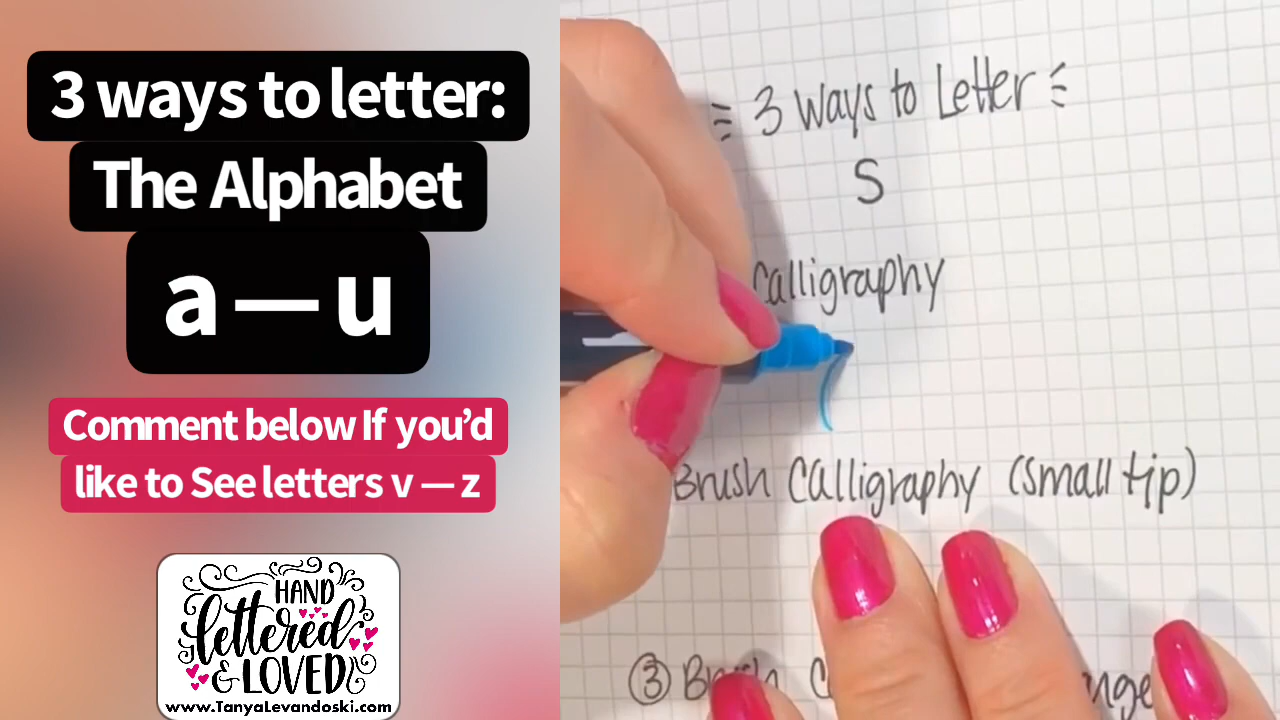 3 ways to letter:
The Alphabet
a — u
Comment below If you'd
like to See letters v — z
HAND
lettered
& LOVED
www.TanyaLevandoski.com
3 Ways to Letter
S
Calligraphy
Brush Calligraphy (small tip)
③ Brush